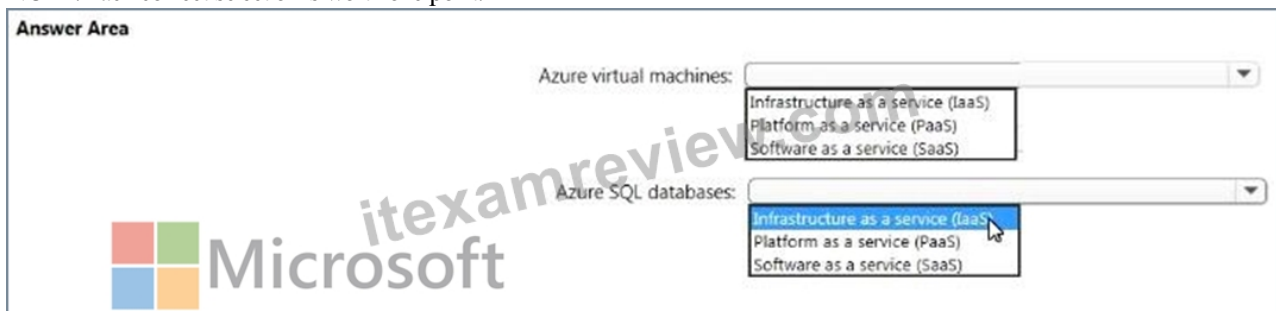 Answer Area
Azure virtual machines:
Infrastructure as a service (IaaS)
Platform as a service (PaaS)
Software as a service (SaaS)
Azure SQL databases:
Infrastructure as a service (IaaS)
Platform as a service (PaaS)
Software as a service (SaaS)
itexamreview.com
Microsoft